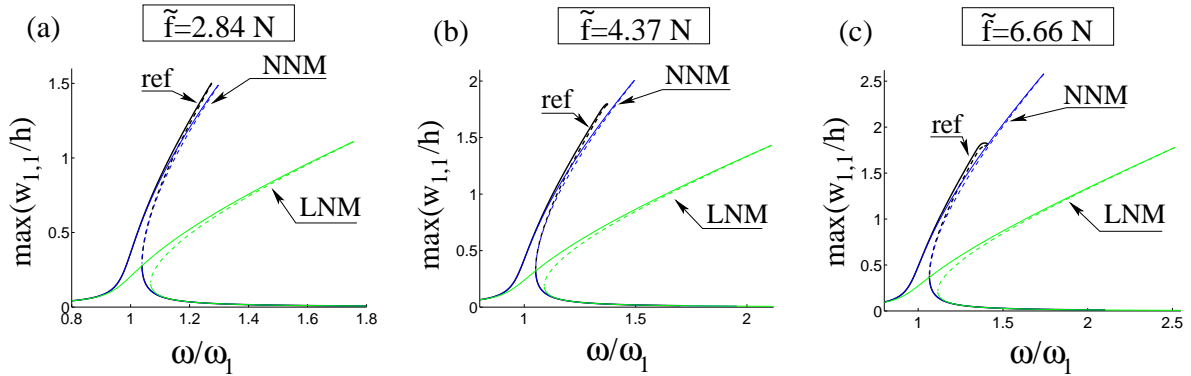 (a)
f̃=2.84 N
max(w1,1/h)
1.5
1
0.5
0
ref
NNM
LNM
0.8
1
1.2
1.4
1.6
1.8
ω/ωl
(b)
f̃=4.37 N
max(w1,1/h)
2
1.5
1
0.5
0
ref
NNM
LNM
1
1.5
2
ω/ωl
(c)
f̃=6.66 N
max(w1,1/h)
2.5
2
1.5
1
0.5
0
ref
NNM
LNM
1
1.5
2
2.5
ω/ωl